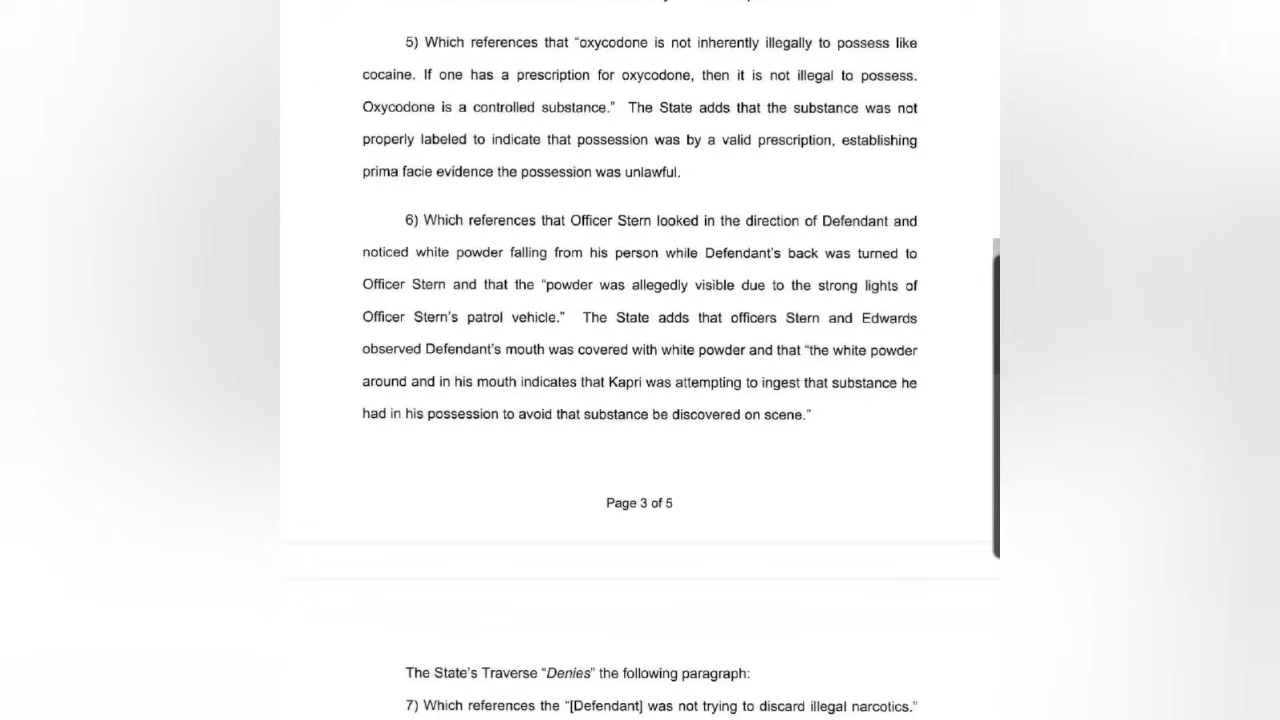 5) Which references that “oxycodone is not inherently illegally to possess like
cocaine. If one has a prescription for oxycodone, then it is not illegal to possess.
Oxycodone is a controlled substance.” The State adds that the substance was not
properly labeled to indicate that possession was by a valid prescription, establishing
prima facie evidence the possession was unlawful.
6) Which references that Officer Stern looked in the direction of Defendant and
noticed white powder falling from his person while Defendant’s back was turned to
Officer Stern and that the “powder was allegedly visible due to the strong lights of
Officer Stern’s patrol vehicle.” The State adds that officers Stern and Edwards
observed Defendant’s mouth was covered with white powder and that “the white powder
around and in his mouth indicates that Kapri was attempting to ingest that substance he
had in his possession to avoid that substance be discovered on scene.”
Page 3 of 5
The State’s Traverse “Denies” the following paragraph:
7) Which references the “[Defendant] was not trying to discard illegal narcotics.”